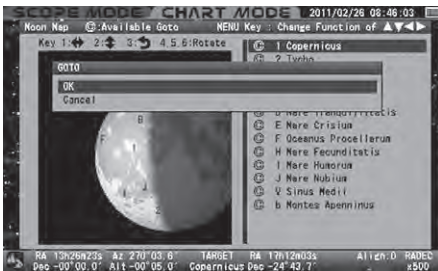 SCOPE MODE / CHART MODE 2011/02/26 08:46:03
Moon Map Ⓖ:Available Goto MENU Key : Change Function of ▲▼◀▶
Key 1: 2: 3: 4,5,6:Rotate
Ⓖ 1 Copernicus
Ⓖ 2 Tycho
GOTO
OK
Cancel
Ⓖ E Mare Crisium
Ⓖ F Oceanus Procellarum
Ⓖ H Mare Fecunditatis
Ⓖ I Mare Humorum
Ⓖ J Mare Nubium
Ⓖ Sinus Medii
Ⓖ b Montes Apenninus
B
F
RA 13h26m23s Az 270°03.6' TARGET RA 17h12m03s Align:0 RADEC
Dec -00°00.0' Alt -00°05.0' Copernicus Dec -24°43.7' x500